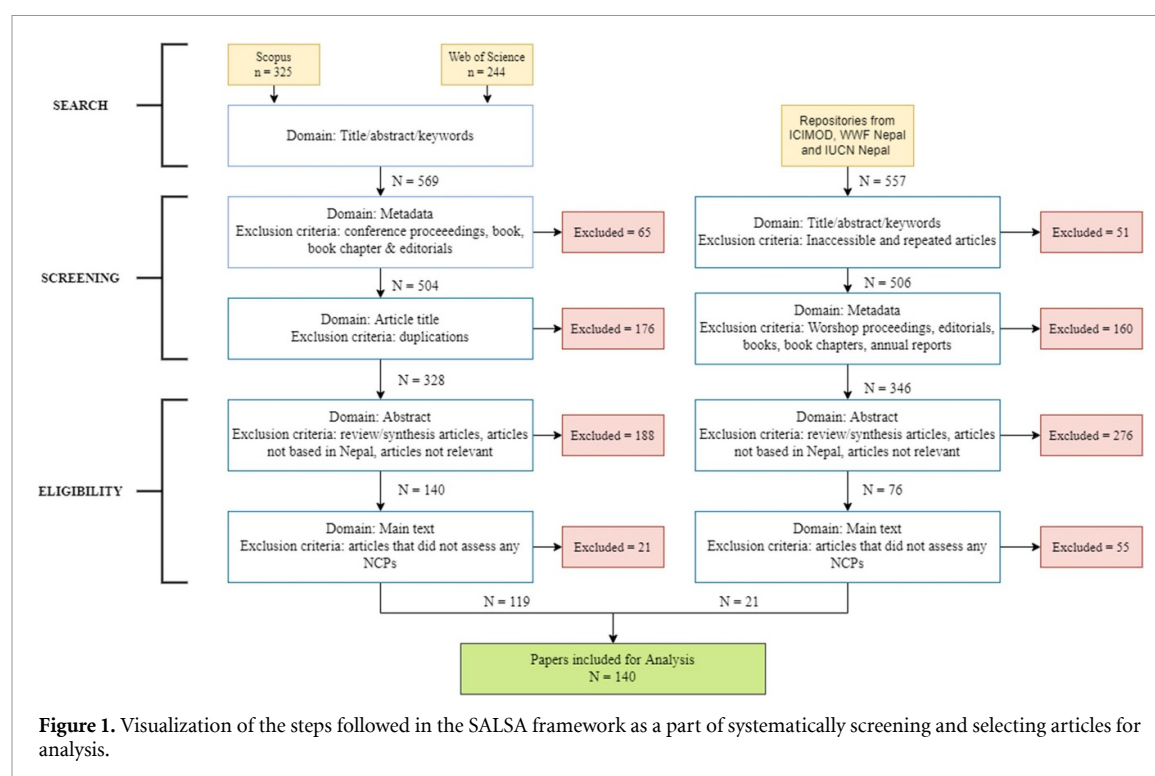 SEARCH
Scopus
n = 325
Web of Science
n = 244
Domain: Title/abstract/keywords
N = 569
Repositories from
ICIMOD, WWF Nepal
and IUCN Nepal
N = 557
SCREENING
Domain: Metadata
Exclusion criteria: conference proceeedings, book,
book chapter & editorials
Excluded = 65
N = 504
Domain: Article title
Exclusion criteria: duplications
Excluded = 176
N = 328
Domain: Title/abstract/keywords
Exclusion criteria: Inaccessible and repeated articles
Excluded = 51
N = 506
Domain: Metadata
Exclusion criteria: Worshop proceedings, editorials,
books, book chapters, annual reports
Excluded = 160
N = 346
ELIGIBILITY
Domain: Abstract
Exclusion criteria: review/synthesis articles, articles
not based in Nepal, articles not relevant
Excluded = 188
N = 140
Domain: Main text
Exclusion criteria: articles that did not assess any
NCPs
Excluded = 21
N = 119
Domain: Abstract
Exclusion criteria: review/synthesis articles, articles
not based in Nepal, articles not relevant
Excluded = 276
N = 76
Domain: Main text
Exclusion criteria: articles that did not assess any
NCPs
Excluded = 55
N = 21
Papers included for Analysis
N = 140
Figure 1. Visualization of the steps followed in the SALSA framework as a part of systematically screening and selecting articles for
analysis.